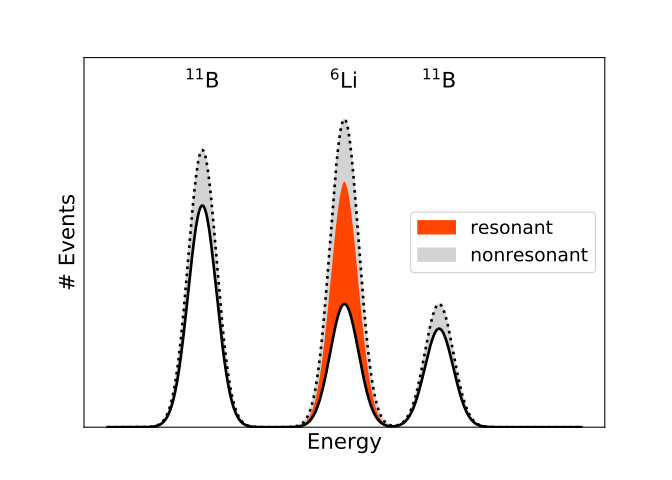 ¹¹B
⁶Li
¹¹B
# Events
resonant
nonresonant
Energy